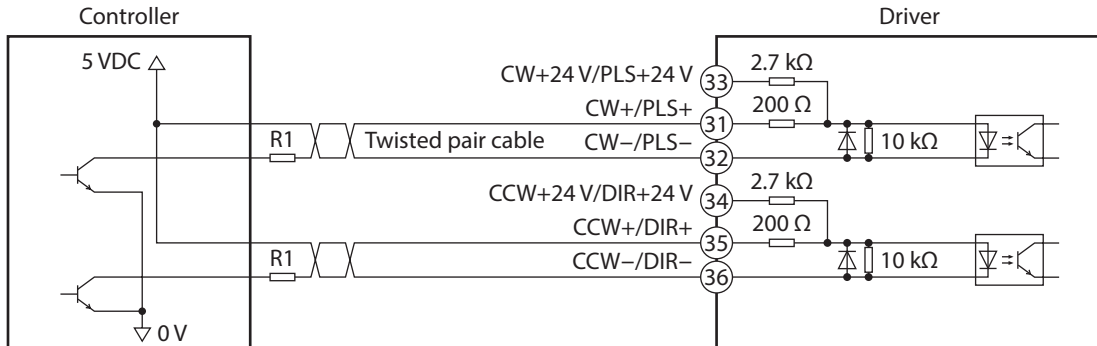 Controller
Driver
5 VDC
CW+24 V/PLS+24 V
33
2.7 kΩ
CW+/PLS+
31
200 Ω
R1
Twisted pair cable
CW−/PLS−
32
10 kΩ
CCW+24 V/DIR+24 V
34
2.7 kΩ
CCW+/DIR+
35
200 Ω
R1
CCW−/DIR−
36
10 kΩ
0 V